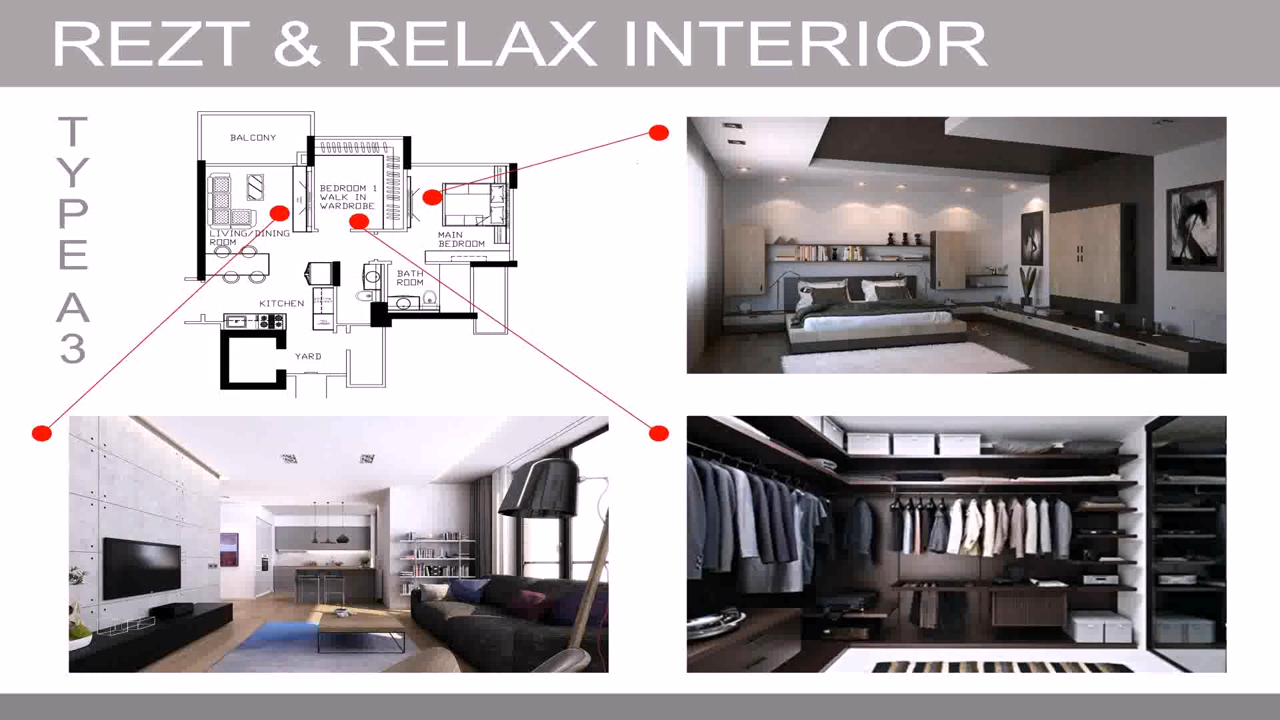 REZT & RELAX INTERIOR
TYPE A3
BALCONY
BEDROOM 1
WALK IN
WARDROBE
LIVING/DINING
ROOM
MAIN
BEDROOM
BATH
ROOM
KITCHEN
YARD